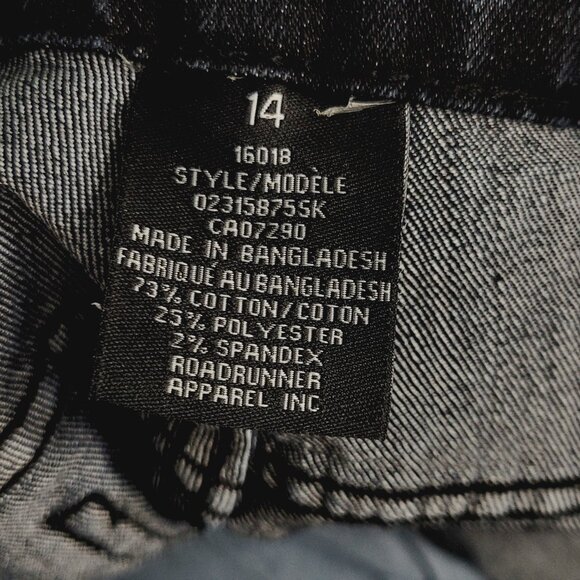 14
16018
STYLE/MODÈLE
02315875SK
CA07290
MADE IN BANGLADESH
FABRIQUÉ AU BANGLADESH
73% COTTON/COTON
25% POLYESTER
2% SPANDEX
ROADRUNNER
APPAREL INC